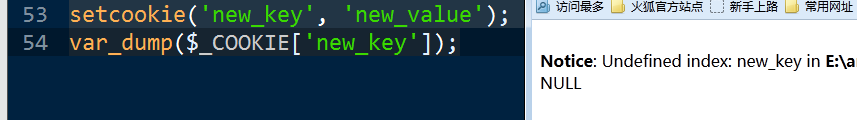 53 setcookie('new_key', 'new_value');
54 var_dump($_COOKIE['new_key']);
访问最多 火狐官方站点 新手上路 常用网址
Notice: Undefined index: new_key in E:\a
NULL